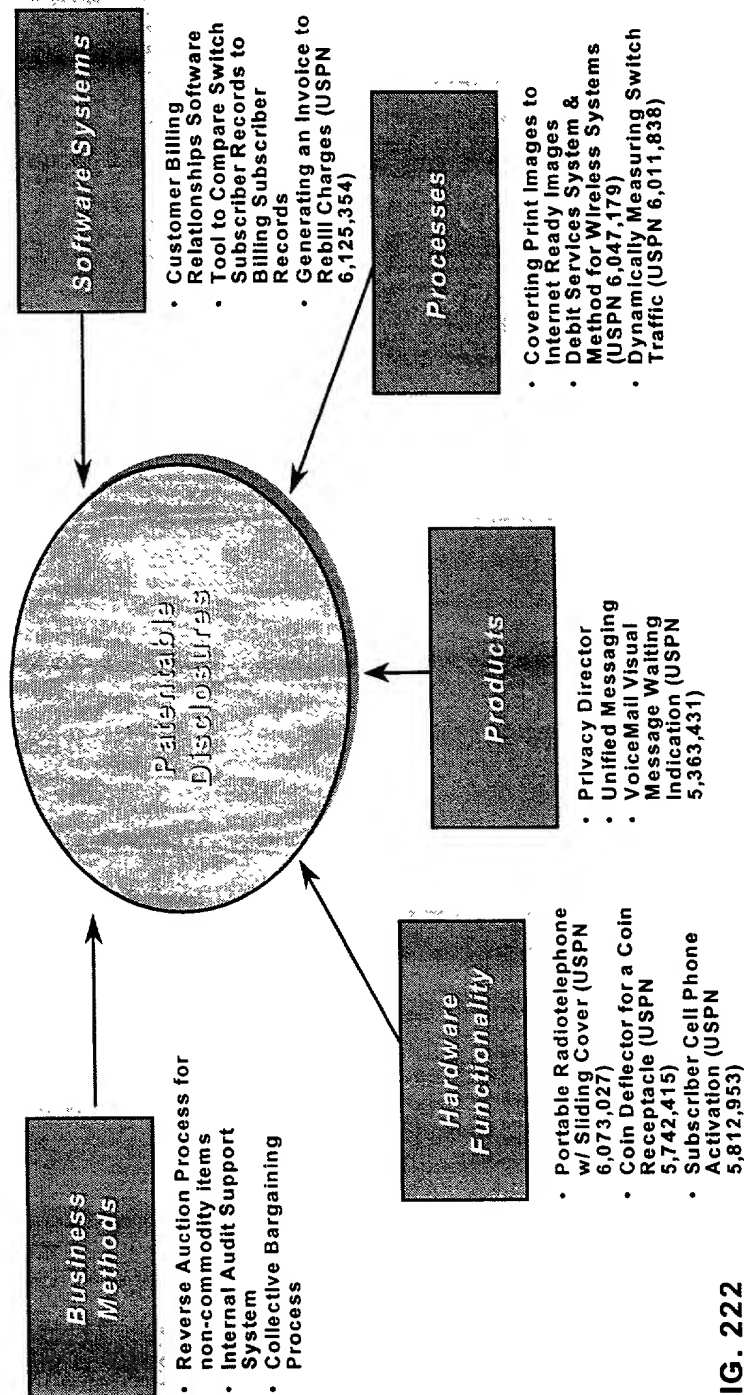 Business
Methods
• Reverse Auction Process for
non-commodity items
• Internal Audit Support
System
• Collective Bargaining
Process
Patentable
Disclosures
Software Systems
• Customer Billing
Relationships Software
• Tool to Compare Switch
Subscriber Records to
Billing Subscriber
Records
• Generating an Invoice to
Rebill Charges (USPN
6,125,354)
Hardware
Functionality
• Portable Radiotelephone
w/ Sliding Cover (USPN
6,073,027)
• Coin Deflector for a Coin
Receptacle (USPN
5,742,415)
• Subscriber Cell Phone
Activation (USPN
5,812,953)
Products
• Privacy Director
• Unified Messaging
• VoiceMail Visual
Message Waiting
Indication (USPN
5,363,431)
Processes
• Coverting Print Images to
Internet Ready Images
• Debit Services System &
Method for Wireless Systems
(USPN 6,047,179)
• Dynamically Measuring Switch
Traffic (USPN 6,011,838)
IG. 222